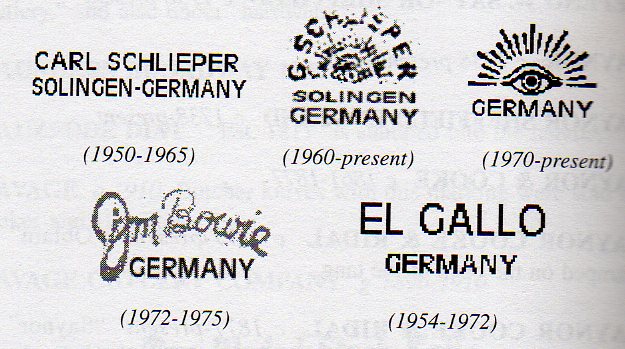 CARL SCHLIEPER
SOLINGEN-GERMANY
(1950-1965)
SOLINGEN
GERMANY
(1960-present)
GERMANY
(1970-present)
Jim Bowie
GERMANY
(1972-1975)
EL GALLO
GERMANY
(1954-1972)